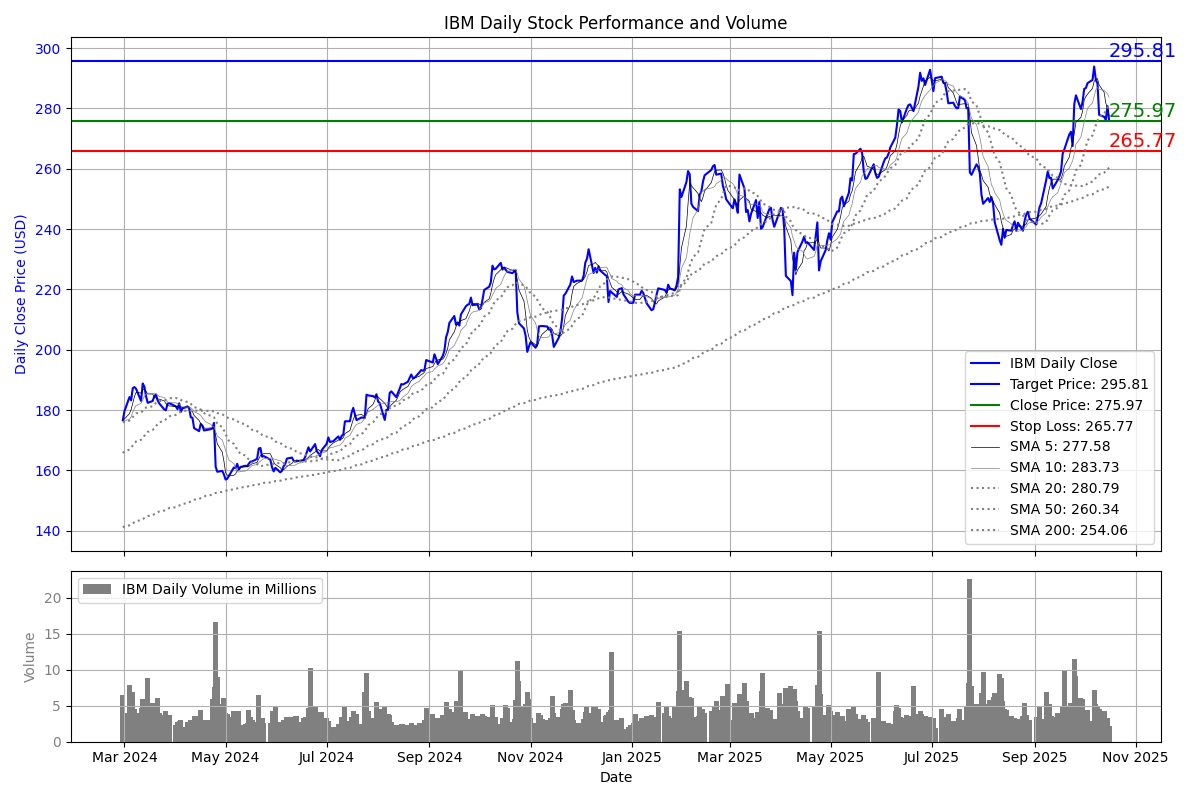 IBM Daily Stock Performance and Volume
300
280
260
240
220
200
180
160
140
Daily Close Price (USD)
295.81
275.97
265.77
IBM Daily Close
Target Price: 295.81
Close Price: 275.97
Stop Loss: 265.77
SMA 5: 277.58
SMA 10: 283.73
SMA 20: 280.79
SMA 50: 260.34
SMA 200: 254.06
IBM Daily Volume in Millions
20
15
10
5
0
Volume
Mar 2024 May 2024 Jul 2024 Sep 2024 Nov 2024 Jan 2025 Mar 2025 May 2025 Jul 2025 Sep 2025 Nov 2025
Date